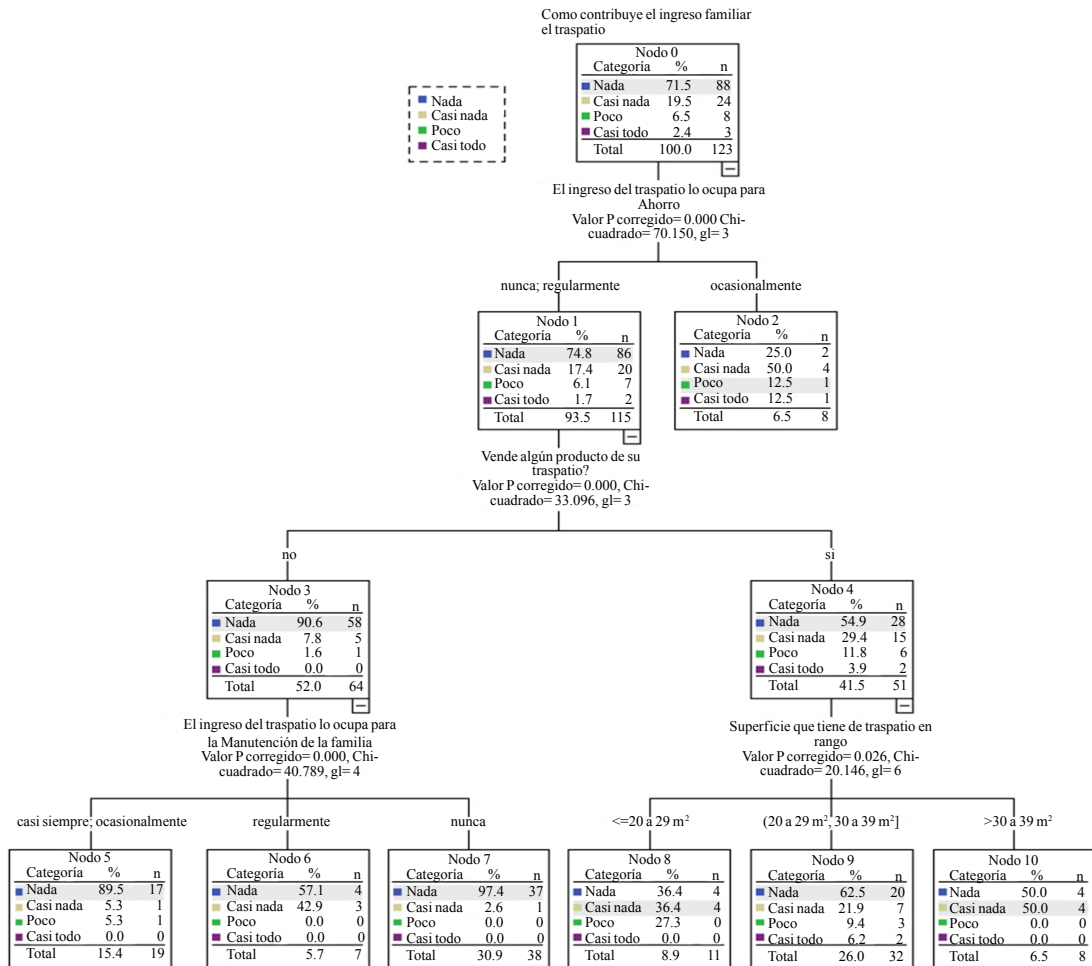 Como contribuye el ingreso familiar
el traspatio
Nada
Casi nada
Poco
Casi todo
Nodo 0
Categoría % n
Nada 71.5 88
Casi nada 19.5 24
Poco 6.5 8
Casi todo 2.4 3
Total 100.0 123
El ingreso del traspatio lo ocupa para
Ahorro
Valor P corregido= 0.000 Chi-
cuadrado= 70.150, gl= 3
nunca; regularmente
ocasionalmente
Nodo 1
Categoría % n
Nada 74.8 86
Casi nada 17.4 20
Poco 6.1 7
Casi todo 1.7 2
Total 93.5 115
Nodo 2
Categoría % n
Nada 25.0 2
Casi nada 50.0 4
Poco 12.5 1
Casi todo 12.5 1
Total 6.5 8
Vende algún producto de su
traspatio?
Valor P corregido= 0.000, Chi-
cuadrado= 33.096, gl= 3
no
si
Nodo 3
Categoría % n
Nada 90.6 58
Casi nada 7.8 5
Poco 1.6 1
Casi todo 0.0 0
Total 52.0 64
Nodo 4
Categoría % n
Nada 54.9 28
Casi nada 29.4 15
Poco 11.8 6
Casi todo 3.9 2
Total 41.5 51
El ingreso del traspatio lo ocupa para
la Manutención de la familia
Valor P corregido= 0.000, Chi-
cuadrado= 40.789, gl= 4
Superficie que tiene de traspatio en
rango
Valor P corregido= 0.026, Chi-
cuadrado= 20.146, gl= 6
casi siempre; ocasionalmente
regularmente
nunca
<=20 a 29 m²
(20 a 29 m², 30 a 39 m²]
>30 a 39 m²
Nodo 5
Categoría % n
Nada 89.5 17
Casi nada 5.3 1
Poco 5.3 1
Casi todo 0.0 0
Total 15.4 19
Nodo 6
Categoría % n
Nada 57.1 4
Casi nada 42.9 3
Poco 0.0 0
Casi todo 0.0 0
Total 5.7 7
Nodo 7
Categoría % n
Nada 97.4 37
Casi nada 2.6 1
Poco 0.0 0
Casi todo 0.0 0
Total 30.9 38
Nodo 8
Categoría % n
Nada 36.4 4
Casi nada 36.4 4
Poco 27.3 0
Casi todo 0.0 0
Total 8.9 11
Nodo 9
Categoría % n
Nada 62.5 20
Casi nada 21.9 7
Poco 9.4 3
Casi todo 6.2 2
Total 26.0 32
Nodo 10
Categoría % n
Nada 50.0 4
Casi nada 50.0 4
Poco 0.0 0
Casi todo 0.0 0
Total 6.5 8